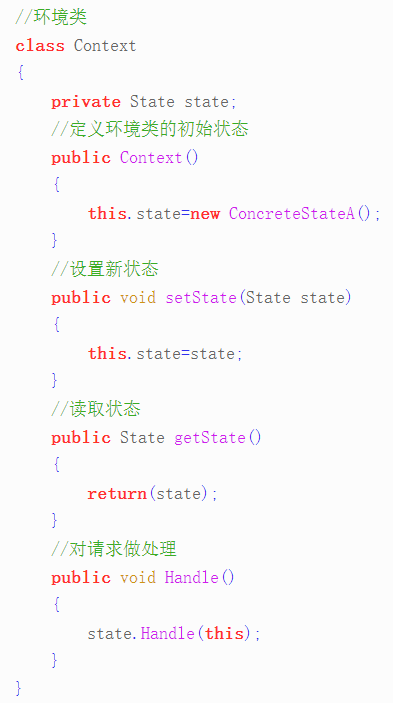 //环境类
class Context
{
    private State state;
    //定义环境类的初始状态
    public Context()
    {
        this.state=new ConcreteStateA();
    }
    //设置新状态
    public void setState(State state)
    {
        this.state=state;
    }
    //读取状态
    public State getState()
    {
        return(state);
    }
    //对请求做处理
    public void Handle()
    {
        state.Handle(this);
    }
}